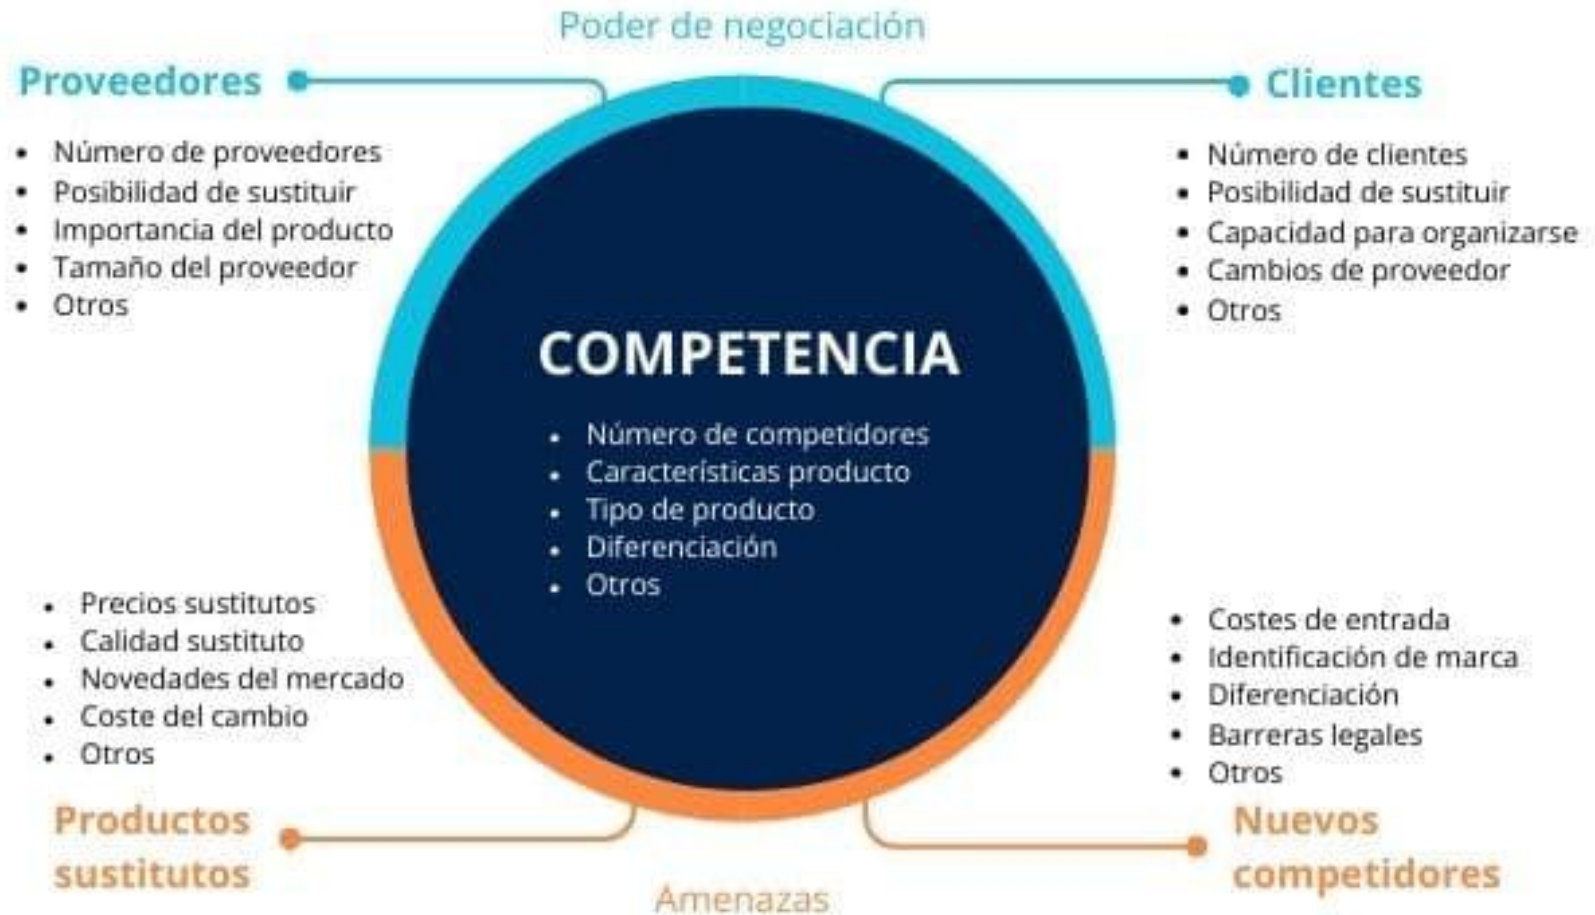 Poder de negociación
Proveedores
Número de proveedores
Posibilidad de sustituir
Importancia del producto
Tamaño del proveedor
Otros
Clientes
Número de clientes
Posibilidad de sustituir
Capacidad para organizarse
Cambios de proveedor
Otros
COMPETENCIA
Número de competidores
Características producto
Tipo de producto
Diferenciación
Otros
Precios sustitutos
Calidad sustituto
Novedades del mercado
Coste del cambio
Otros
Productos
sustitutos
Costes de entrada
Identificación de marca
Diferenciación
Barreras legales
Otros
Nuevos
competidores
Amenazas